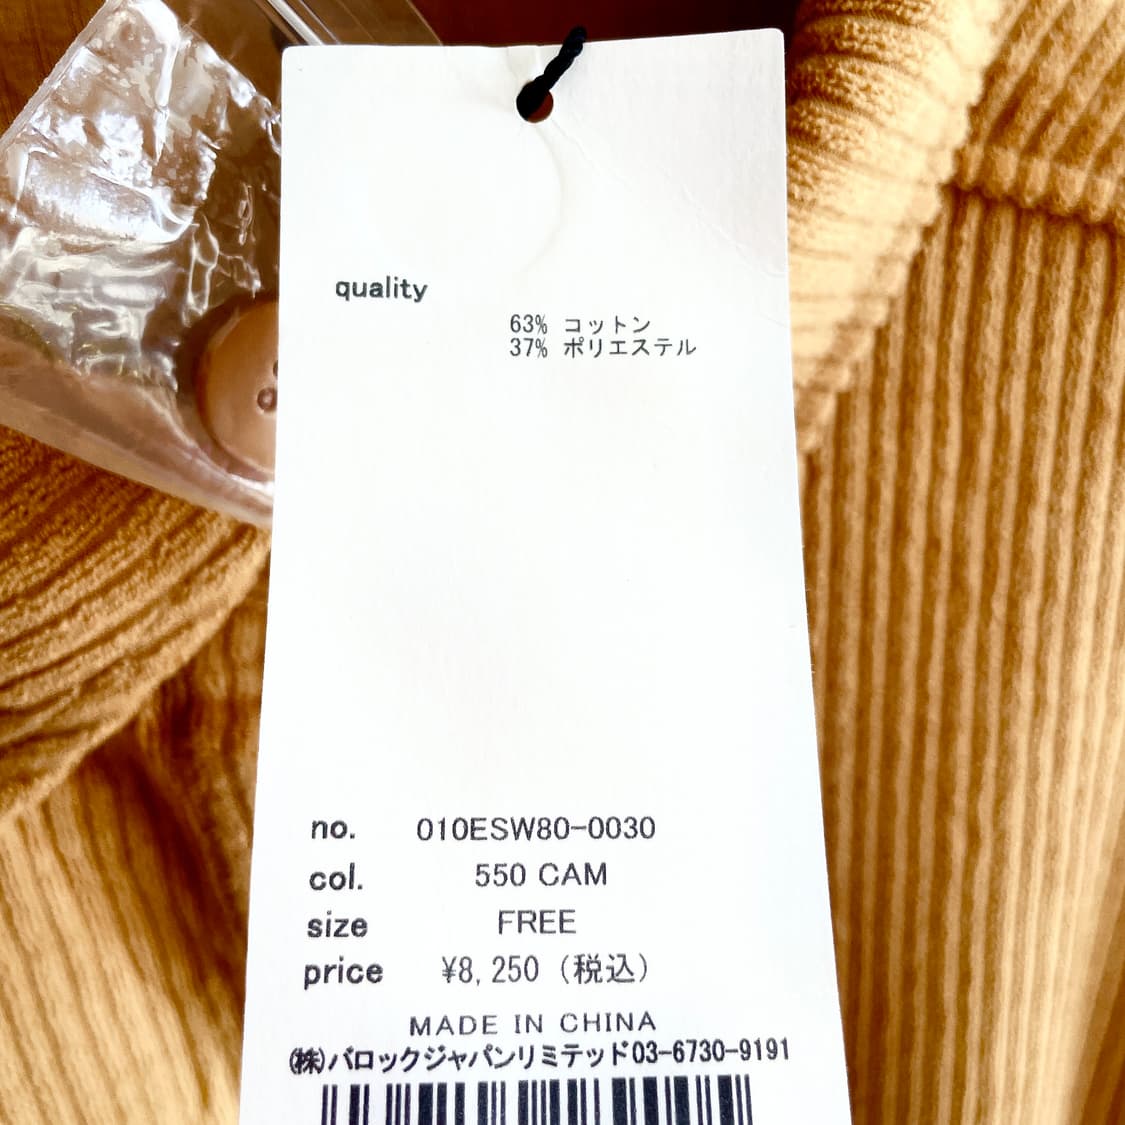 quality
63% コットン
37% ポリエステル
no. 010ESW80-0030
col. 550 CAM
size FREE
price ¥8,250 (税込)
MADE IN CHINA
(株)バロックジャパンリミテッド03-6730-9191